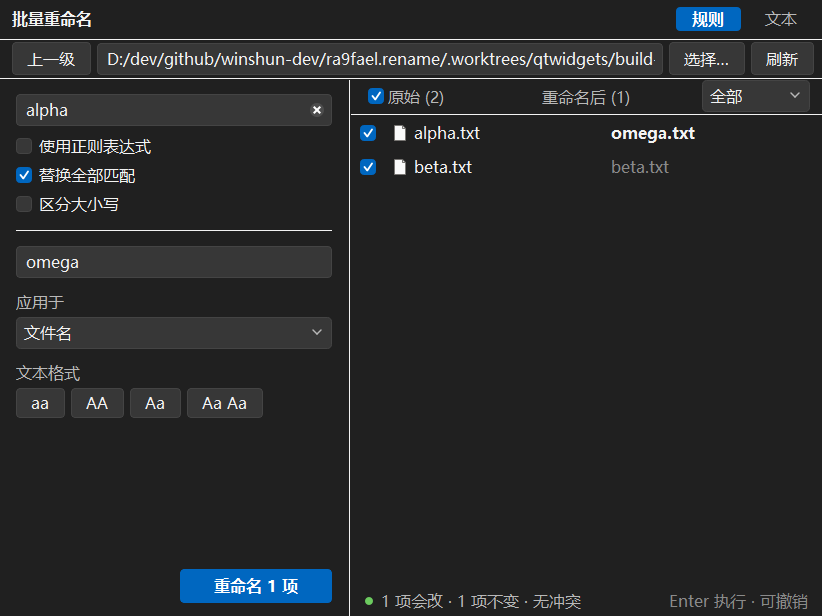 批量重命名 规则 文本
上一级 D:/dev/github/winshun-dev/ra9fael.rename/.worktrees/qtwidgets/build- 选择... 刷新
alpha
使用正则表达式
替换全部匹配
区分大小写
omega
应用于
文件名
文本格式
aa AA Aa Aa Aa
重命名 1 项
原始 (2) 重命名后 (1) 全部
alpha.txt omega.txt
beta.txt beta.txt
1 项会改 · 1 项不变 · 无冲突 Enter 执行 · 可撤销